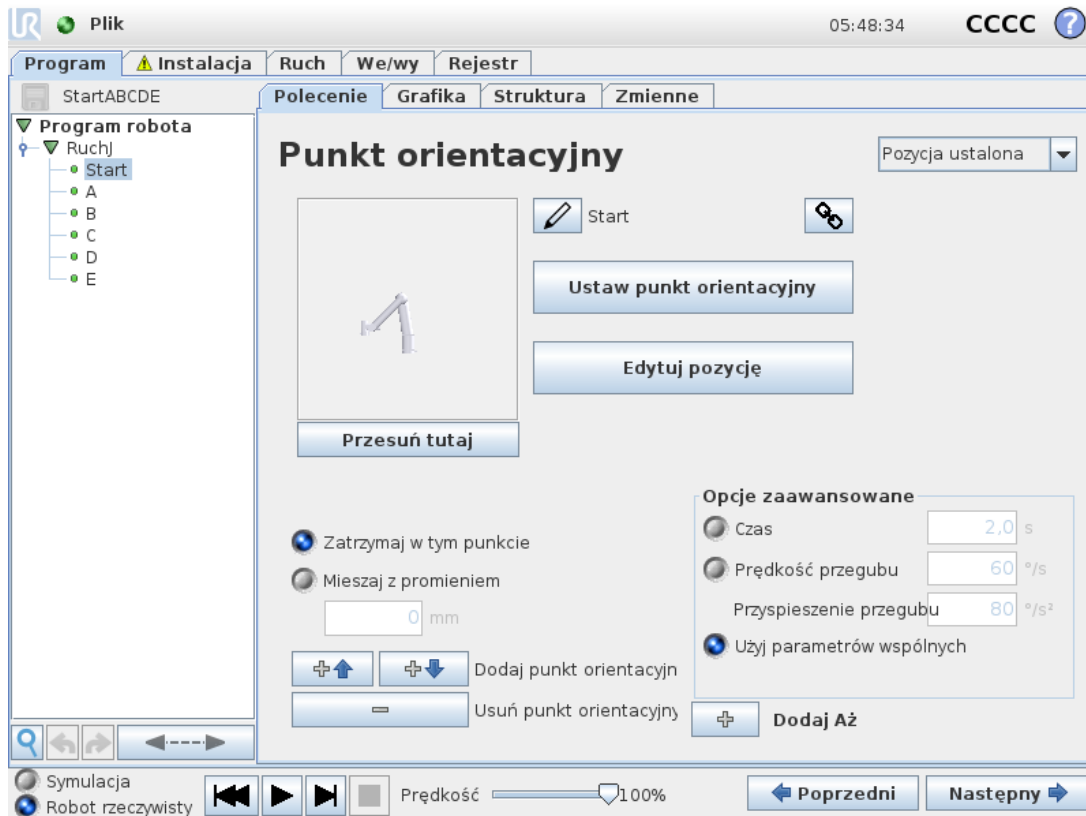 UR Plik 05:48:34 CCCC ?
Program Instalacja Ruch We/wy Rejestr
StartABCDE
Polecenie Grafika Struktura Zmienne
Program robota
RuchJ
Start
A
B
C
D
E
Punkt orientacyjny
Pozycja ustalona
Start
Ustaw punkt orientacyjny
Edytuj pozycję
Przesuń tutaj
Zatrzymaj w tym punkcie
Mieszaj z promieniem
0 mm
Dodaj punkt orientacyjn
Usuń punkt orientacyjny
Opcje zaawansowane
Czas 2,0 s
Prędkość przegubu 60 °/s
Przyspieszenie przegubu 80 °/s²
Użyj parametrów wspólnych
Dodaj Aż
Symulacja
Robot rzeczywisty
Prędkość 100%
Poprzedni Następny